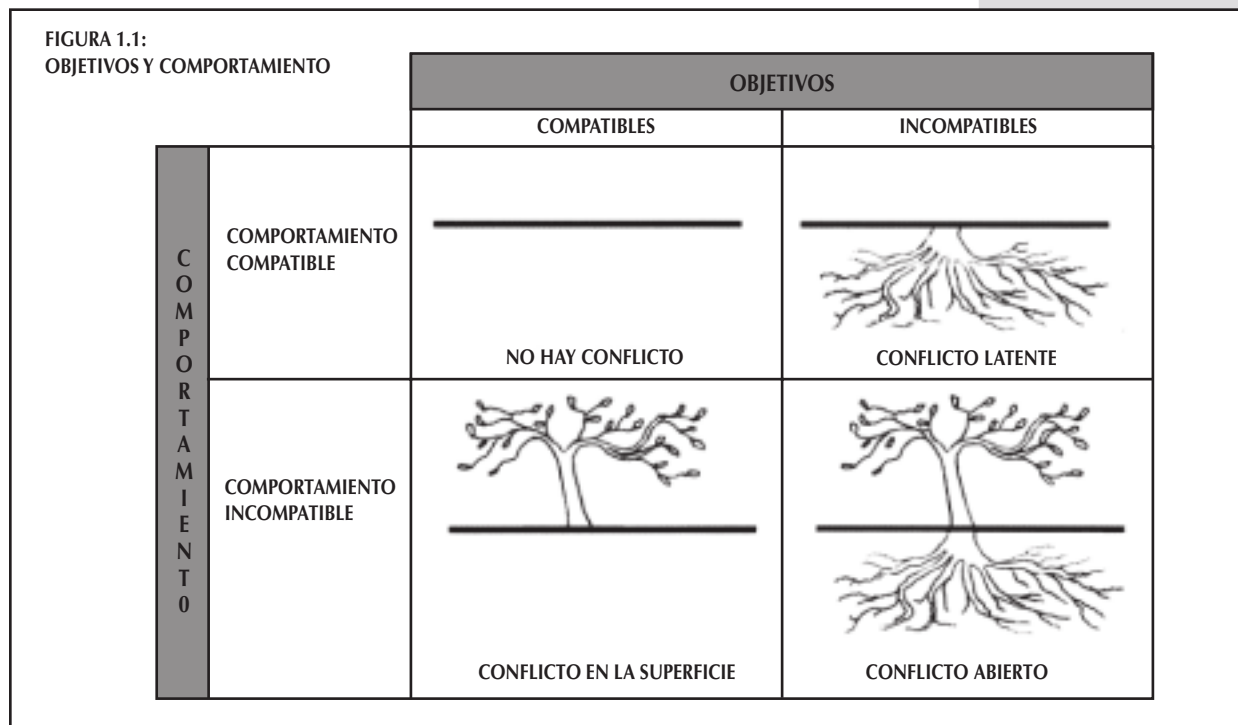 FIGURA 1.1:
OBJETIVOS Y COMPORTAMIENTO
OBJETIVOS
COMPATIBLES
INCOMPATIBLES
COMPORTAMIENT0
COMPORTAMIENTO
COMPATIBLE
NO HAY CONFLICTO
CONFLICTO LATENTE
COMPORTAMIENTO
INCOMPATIBLE
CONFLICTO EN LA SUPERFICIE
CONFLICTO ABIERTO